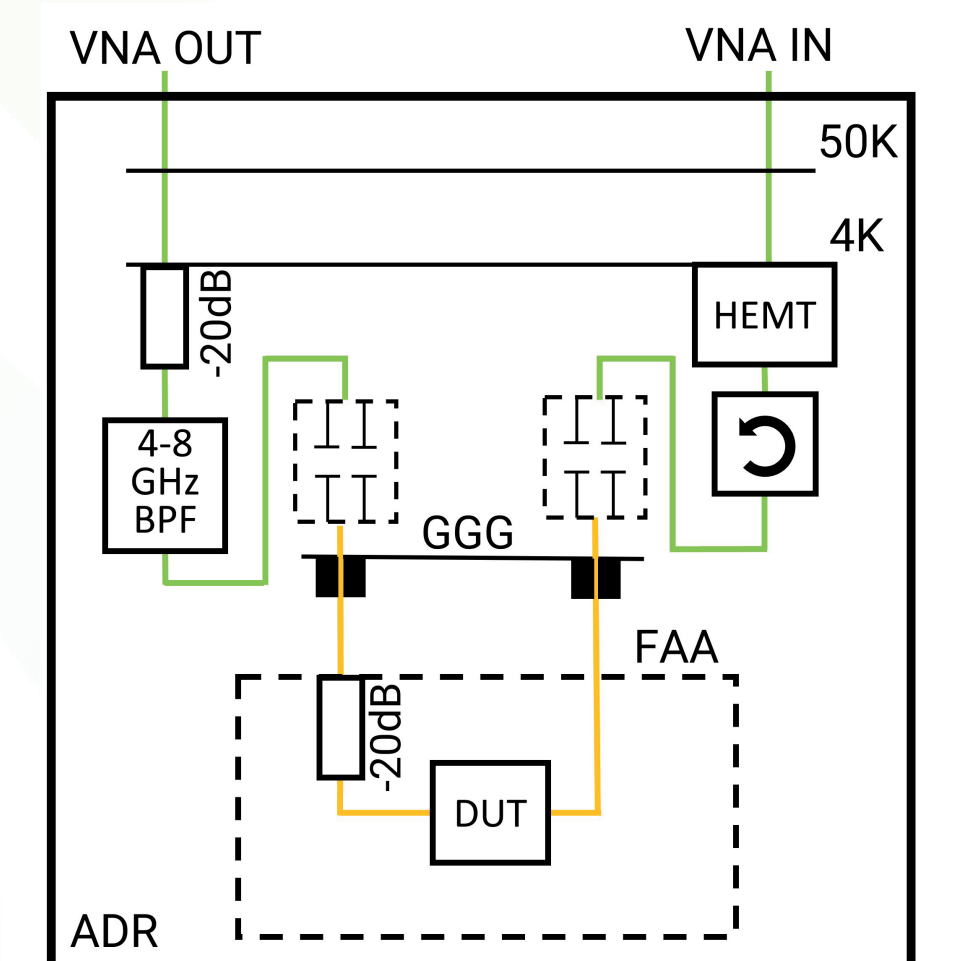 VNA OUT
VNA IN
50K
4K
-20dB
HEMT
4-8
GHz
BPF
GGG
FAA
-20dB
DUT
ADR